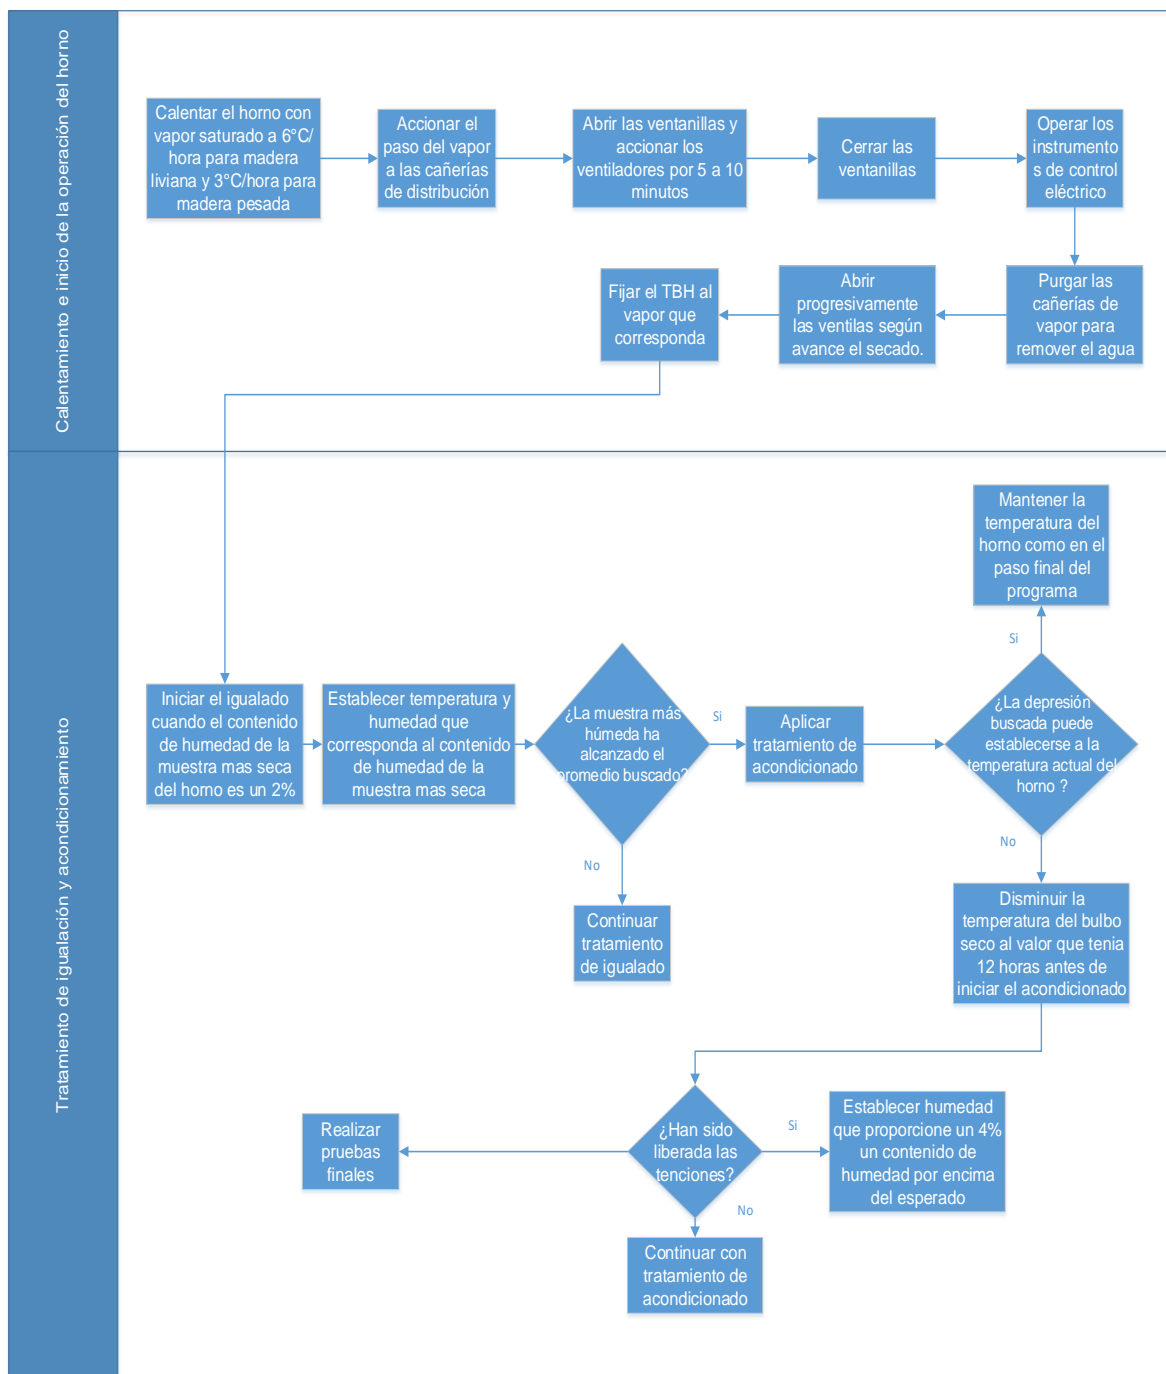 Calentamiento e inicio de la operación del horno
Calentar el horno con
vapor saturado a 6°C/
hora para madera
liviana y 3°C/hora para
madera pesada
Accionar el
paso del vapor
a las cañerías
de distribución
Abrir las ventanillas y
accionar los
ventiladores por 5 a 10
minutos
Cerrar las
ventanillas
Operar los
instrumento
s de control
eléctrico
Purgar las
cañerías de
vapor para
remover el agua
Abrir
progresivamente
las ventilas según
avance el secado.
Fijar el TBH al
vapor que
corresponda
Tratamiento de igualación y acondicionamiento
Iniciar el igualado
cuando el contenido
de humedad de la
muestra mas seca
del horno es un 2%
Establecer temperatura y
humedad que
corresponda al contenido
de humedad de la
muestra mas seca
¿La muestra más
húmeda ha
alcanzado el
promedio buscado?
Si
No
Continuar
tratamiento
de igualado
Aplicar
tratamiento de
acondicionado
¿La depresión
buscada puede
establecerse a la
temperatura actual del
horno ?
Si
Mantener la
temperatura del
horno como en el
paso final del
programa
No
Disminuir la
temperatura del bulbo
seco al valor que tenia
12 horas antes de
iniciar el acondicionado
¿Han sido
liberada las
tenciones?
Si
Establecer humedad
que proporcione un 4%
un contenido de
humedad por encima
del esperado
No
Continuar con
tratamiento de
acondicionado
Realizar
pruebas
finales